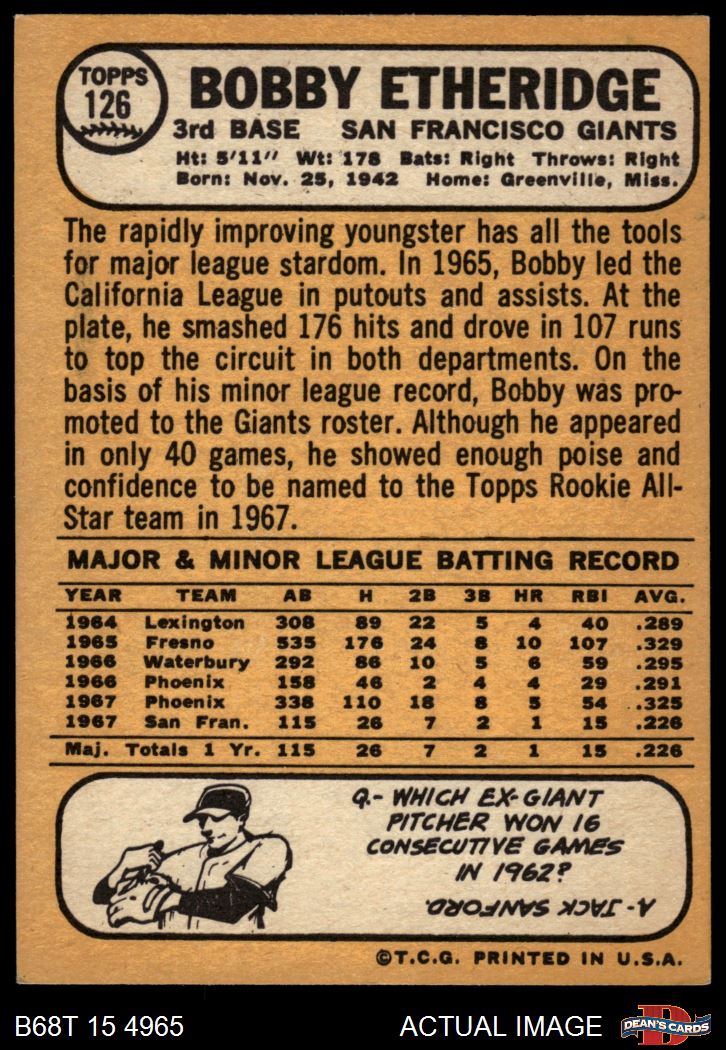 TOPPS
126
BOBBY ETHERIDGE
3rd BASE SAN FRANCISCO GIANTS
Ht: 5'11" Wt: 178 Bats: Right Throws: Right
Born: Nov. 25, 1942 Home: Greenville, Miss.
The rapidly improving youngster has all the tools
for major league stardom. In 1965, Bobby led the
California League in putouts and assists. At the
plate, he smashed 176 hits and drove in 107 runs
to top the circuit in both departments. On the
basis of his minor league record, Bobby was pro-
moted to the Giants roster. Although he appeared
in only 40 games, he showed enough poise and
confidence to be named to the Topps Rookie All-
Star team in 1967.
MAJOR & MINOR LEAGUE BATTING RECORD
YEAR TEAM AB H 2B 3B HR RBI AVG.
1964 Lexington 308 89 22 5 4 40 .289
1965 Fresno 535 176 24 8 10 107 .329
1966 Waterbury 292 86 10 5 6 59 .295
1966 Phoenix 158 46 2 4 4 29 .291
1967 Phoenix 338 110 18 8 5 54 .325
1967 San Fran. 115 26 7 2 1 15 .226
Maj. Totals 1 Yr. 115 26 7 2 1 15 .226
Q.- WHICH EX-GIANT
PITCHER WON 16
CONSECUTIVE GAMES
IN 1962?
A- JACK SANFORD.
©T.C.G. PRINTED IN U.S.A.
B68T 15 4965 ACTUAL IMAGE
D
DEAN'S CARDS